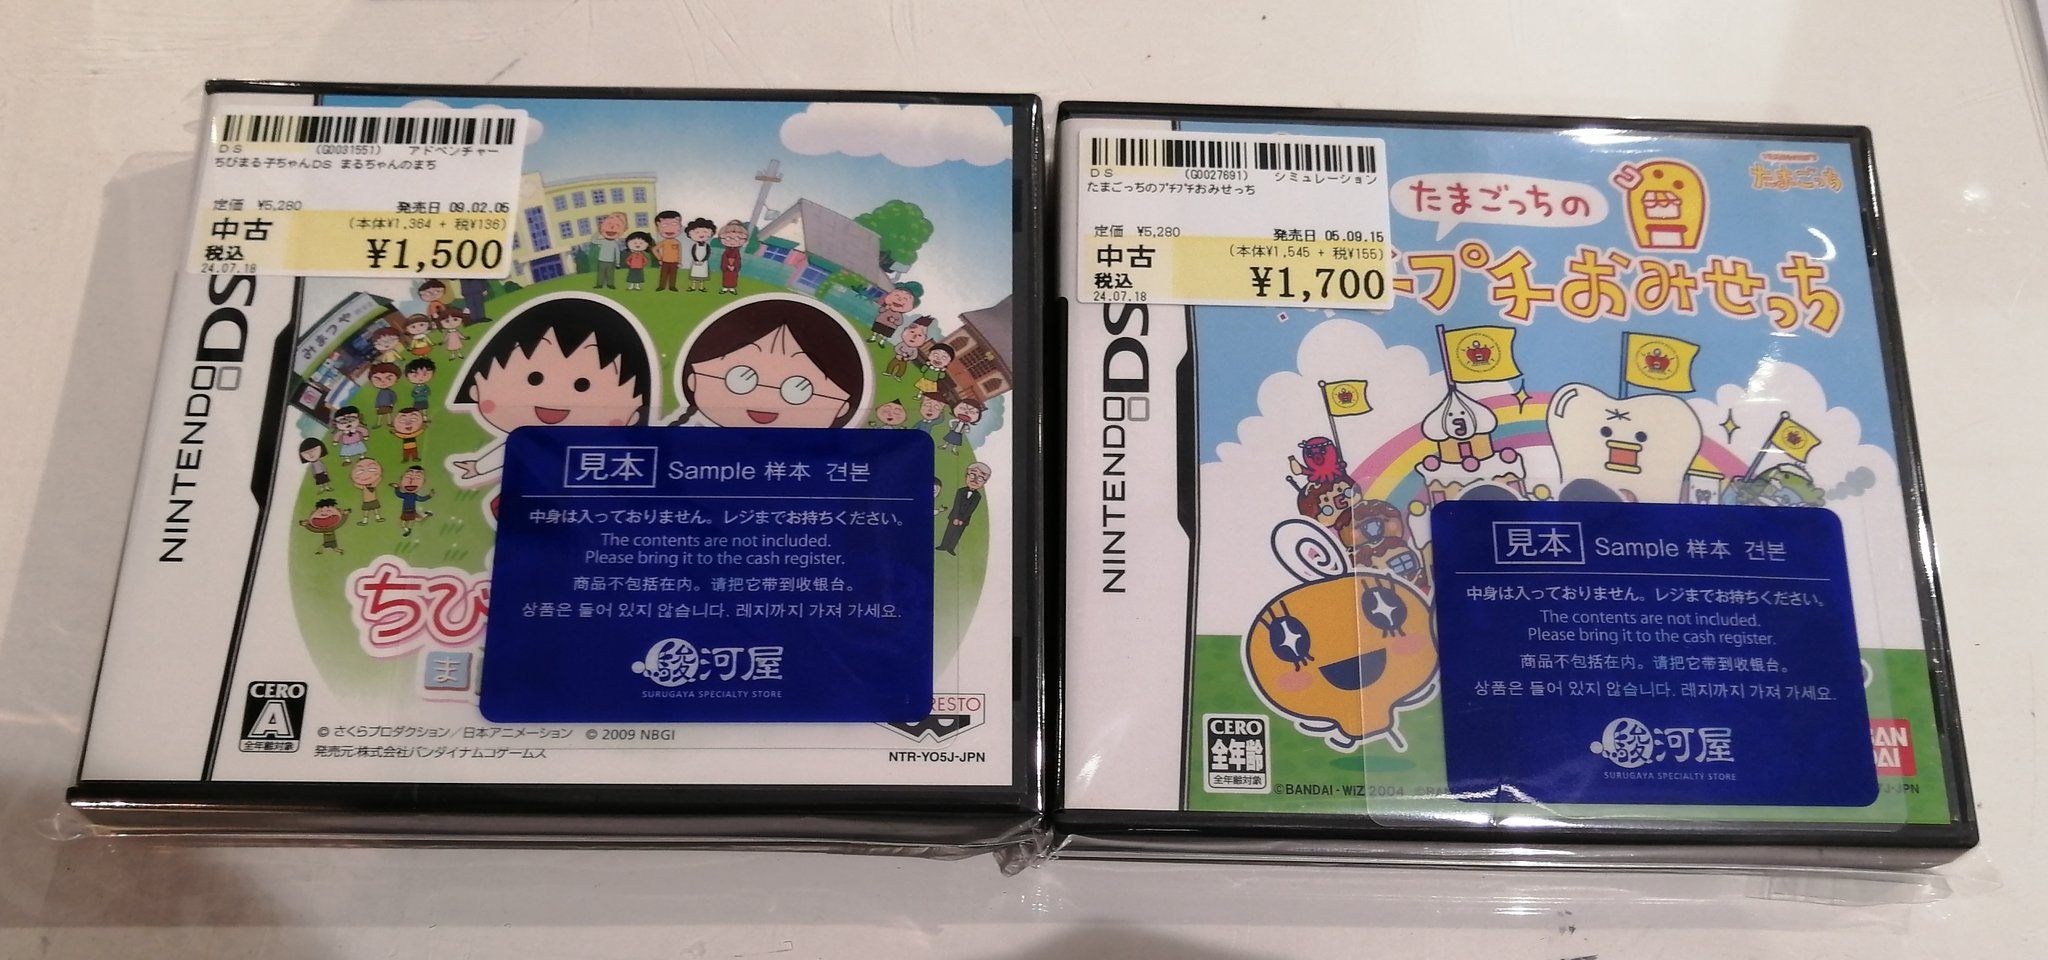 DS (G0031551) アドベンチャー
ちびまる子ちゃんDS まるちゃんのまち
定価 ¥5,280 発売日 09.02.05
中古 (本体¥1,364 + 税¥136)
税込 ¥1,500
24.07.18
NINTENDO DS
みまつや
見本 Sample 样本 견본
中身は入っておりません。レジまでお持ちください。
The contents are not included.
Please bring it to the cash register.
商品不包括在内。请把它带到收银台。
상품은 들어 있지 않습니다. 레지까지 가져 가세요.
駿河屋
SURUGAYA SPECIALTY STORE
ちび
ま
CERO
A
全年齢対象
© さくらプロダクション/日本アニメーション © 2009 NBGI
発売元:株式会社バンダイナムコゲームス
RESTO
NTR-YO5J-JPN
DS (G0027691) シミュレーション
たまごっちのプチプチおみせっち
定価 ¥5,280 発売日 05.09.15
中古 (本体¥1,545 + 税¥155)
税込 ¥1,700
24.07.18
NINTENDO DS
たまごっち
たまごっちの
プチおみせっち
見本 Sample 样本 견본
中身は入っておりません。レジまでお持ちください。
The contents are not included.
Please bring it to the cash register.
商品不包括在内。请把它带到收银台。
상품은 들어 있지 않습니다. 레지까지 가져 가세요.
駿河屋
SURUGAYA SPECIALTY STORE
CERO
全年齢
全年齢対象
©BANDAI・WiZ 2004
BAN
DAI
J-JPN